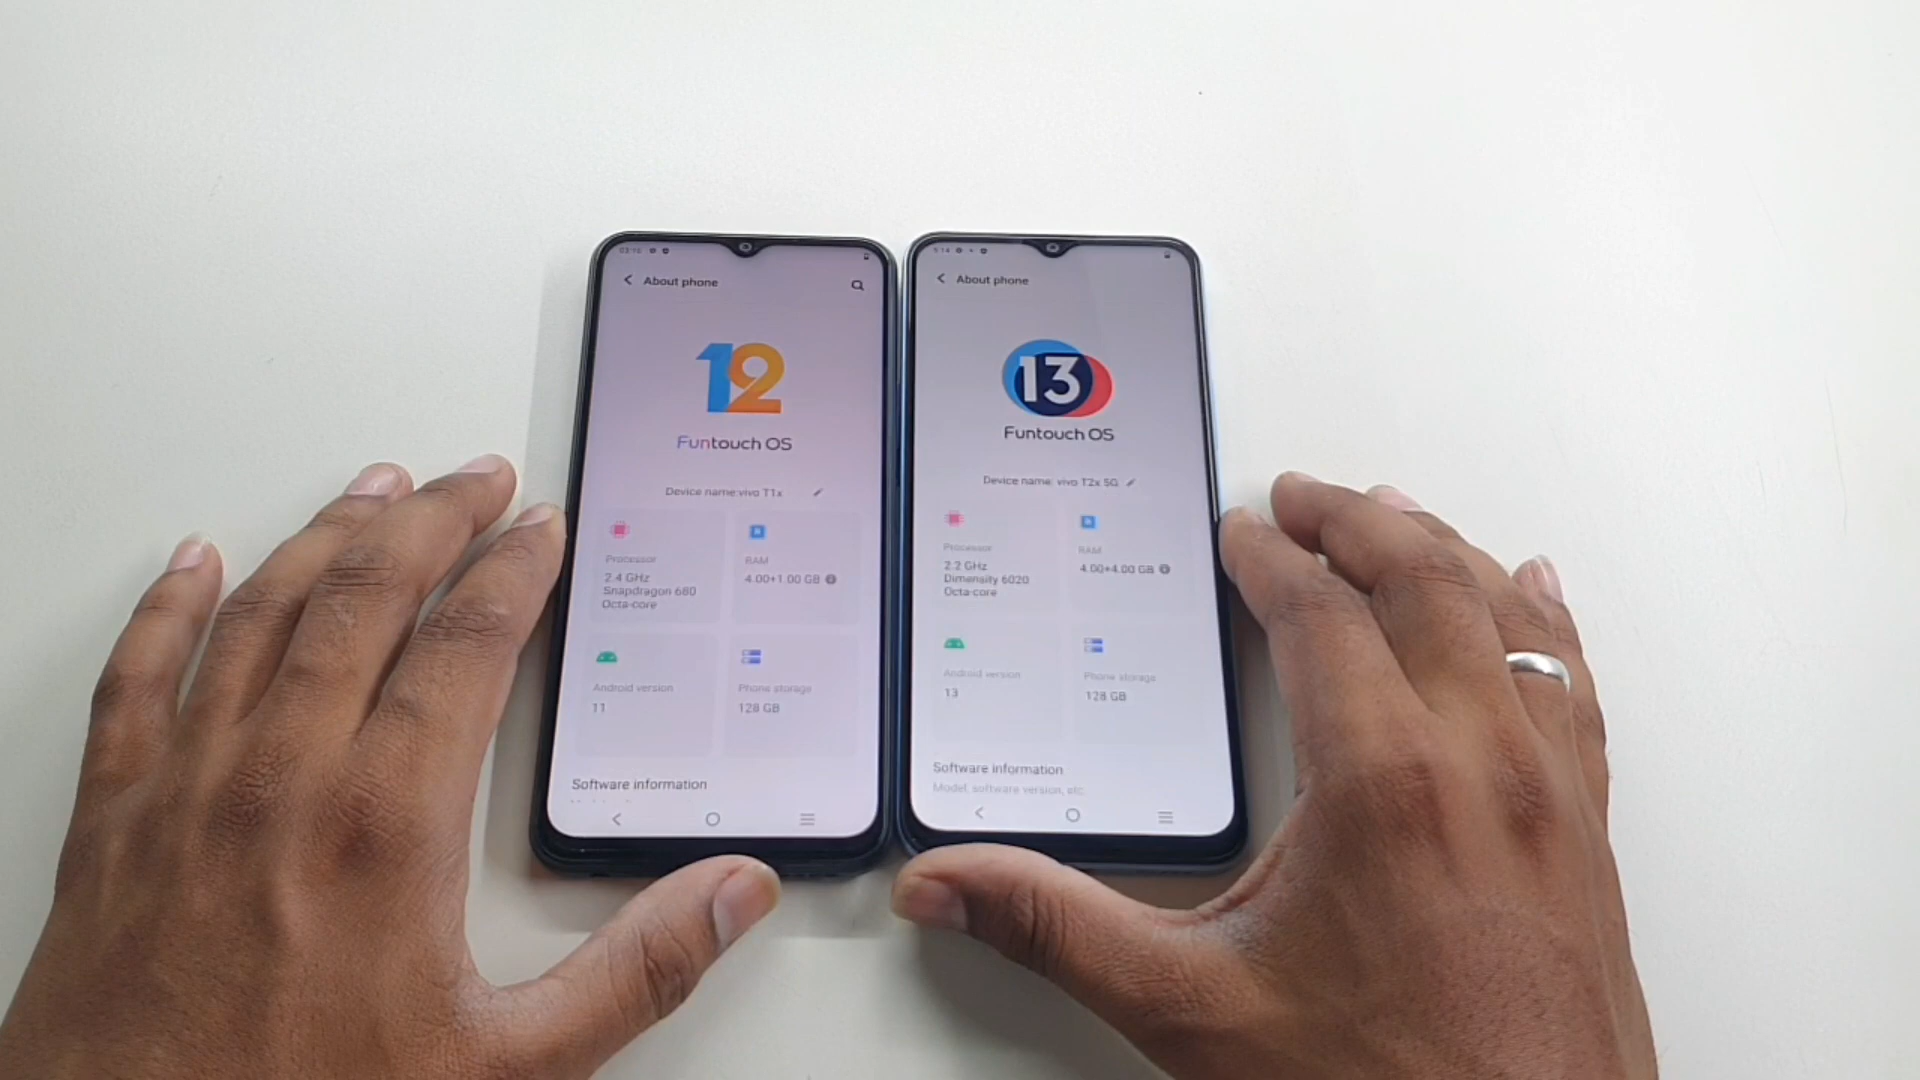 About phone
12
Funtouch OS
Device name:vivo T1x
Processor
2.4 GHz
Snapdragon 680
Octa-core
RAM
4.00+1.00 GB
Android version
11
Phone storage
128 GB
Software information
About phone
13
Funtouch OS
Device name: vivo T2x 5G
Processor
2.2 GHz
Dimensity 6020
Octa-core
RAM
4.00+4.00 GB
Android version
13
Phone storage
128 GB
Software information
Model, software version, etc.